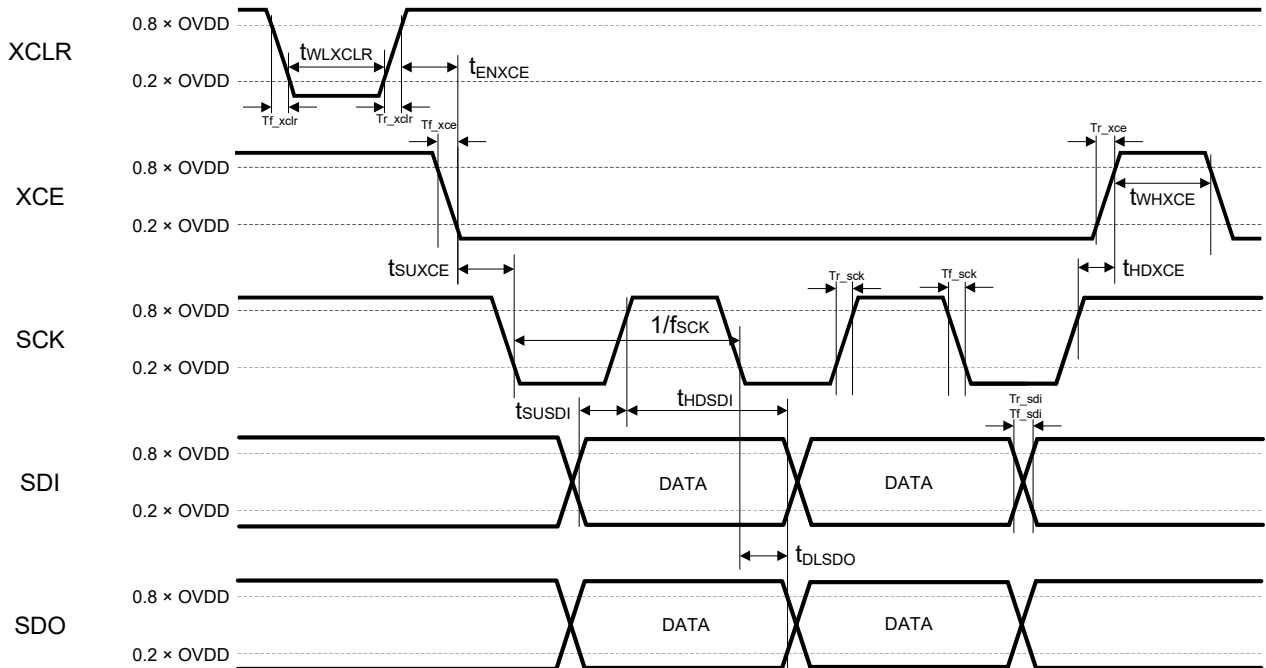 0.8 × OVDD
XCLR
tWLXCLR
tENXCE
0.2 × OVDD
Tf_xclr
Tr_xclr
Tf_xce
Tr_xce
0.8 × OVDD
XCE
tWHXCE
0.2 × OVDD
tSUXCE
Tr_sck
Tf_sck
tHDXCE
0.8 × OVDD
SCK
1/fSCK
0.2 × OVDD
tSUSDI
tHDSDI
Tr_sdi
Tf_sdi
0.8 × OVDD
SDI
DATA
DATA
0.2 × OVDD
tDLSDO
0.8 × OVDD
SDO
DATA
DATA
0.2 × OVDD